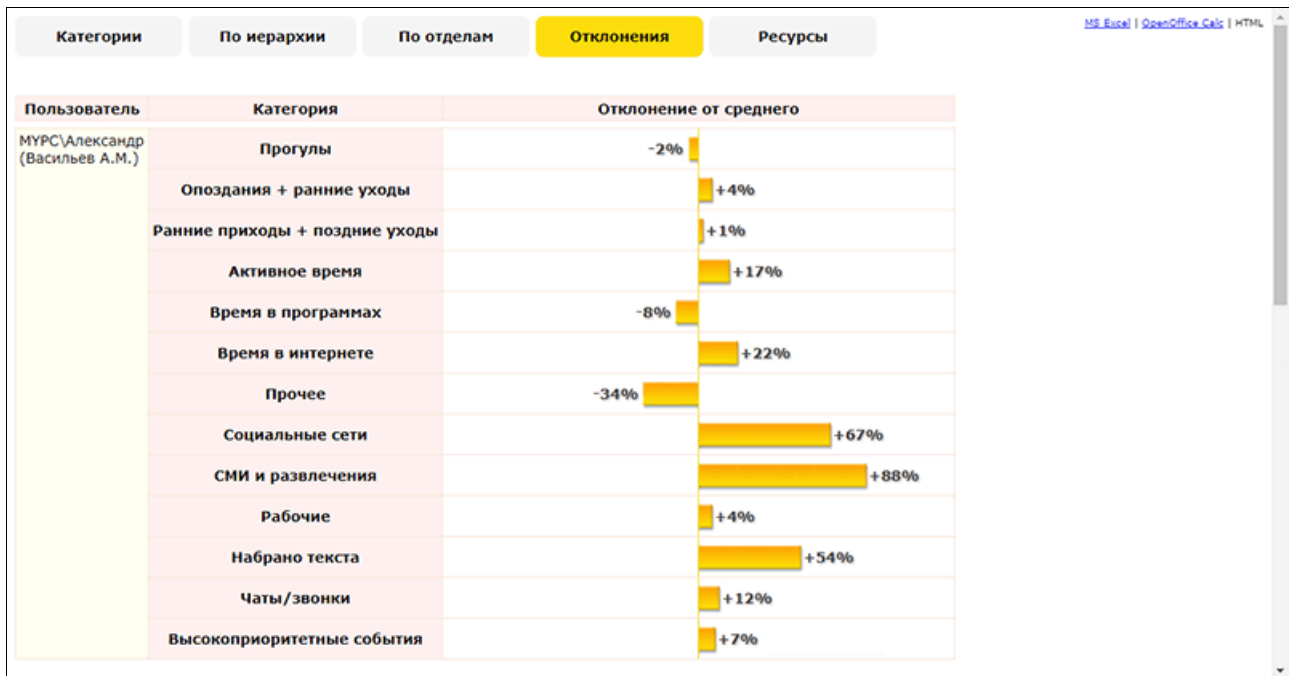 Категории По иерархии По отделам Отклонения Ресурсы MS Excel | OpenOffice Calc | HTML
Пользователь Категория Отклонение от среднего
MYPC\Александр
(Васильев А.М.)
Прогулы -2%
Опоздания + ранние уходы +4%
Ранние приходы + поздние уходы +1%
Активное время +17%
Время в программах -8%
Время в интернете +22%
Прочее -34%
Социальные сети +67%
СМИ и развлечения +88%
Рабочие +4%
Набрано текста +54%
Чаты/звонки +12%
Высокоприоритетные события +7%